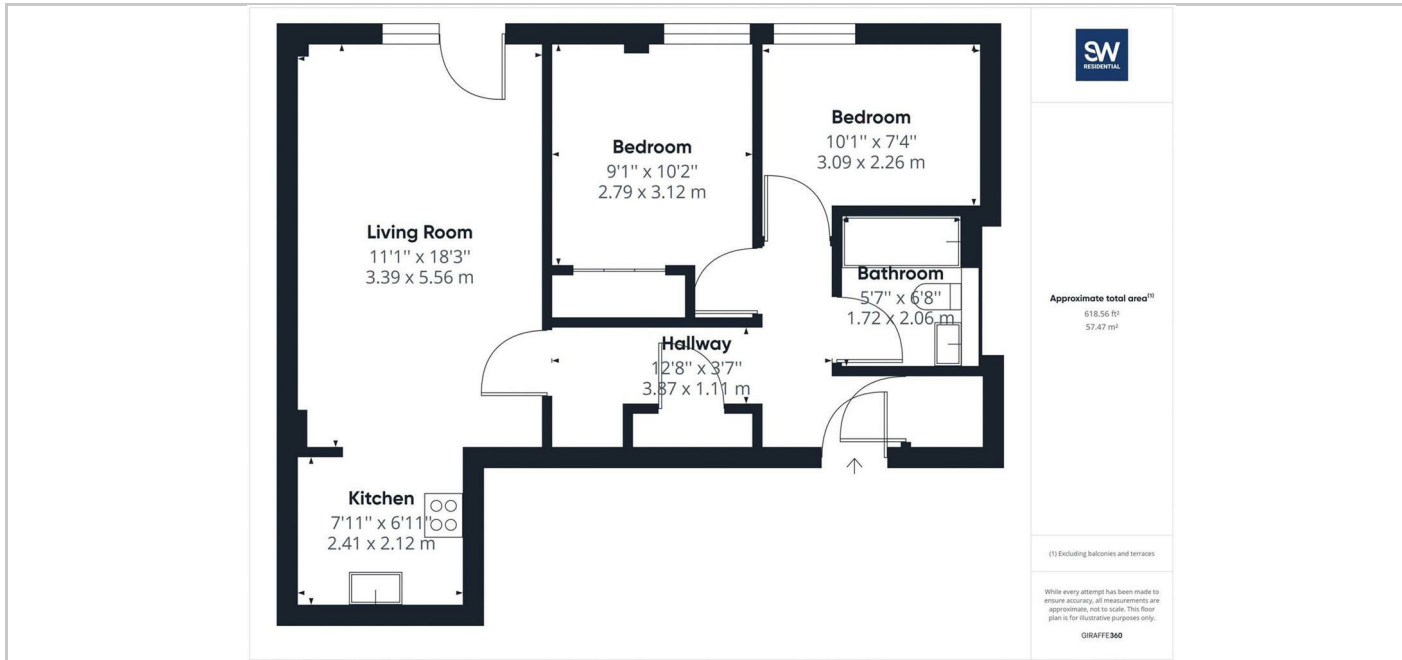 Living Room
11'1'' x 18'3''
3.39 x 5.56 m
Bedroom
9'1'' x 10'2''
2.79 x 3.12 m
Bedroom
10'1'' x 7'4''
3.09 x 2.26 m
Bathroom
5'7'' x 6'8''
1.72 x 2.06 m
Hallway
12'8'' x 3'7''
3.87 x 1.11 m
Kitchen
7'11'' x 6'11''
2.41 x 2.12 m
SW
RESIDENTIAL
Approximate total area(1)
618.56 ft²
57.47 m²
(1) Excluding balconies and terraces
While every attempt has been made to
ensure accuracy, all measurements are
approximate, not to scale. This floor
plan is for illustrative purposes only.
GIRAFFE360